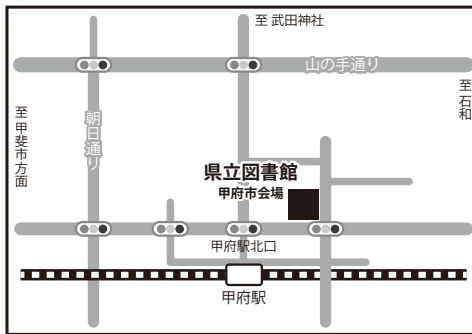 至 武田神社
山の手通り
至 石和
至 甲斐市方面
朝日通り
県立図書館
甲府市会場
甲府駅北口
甲府駅